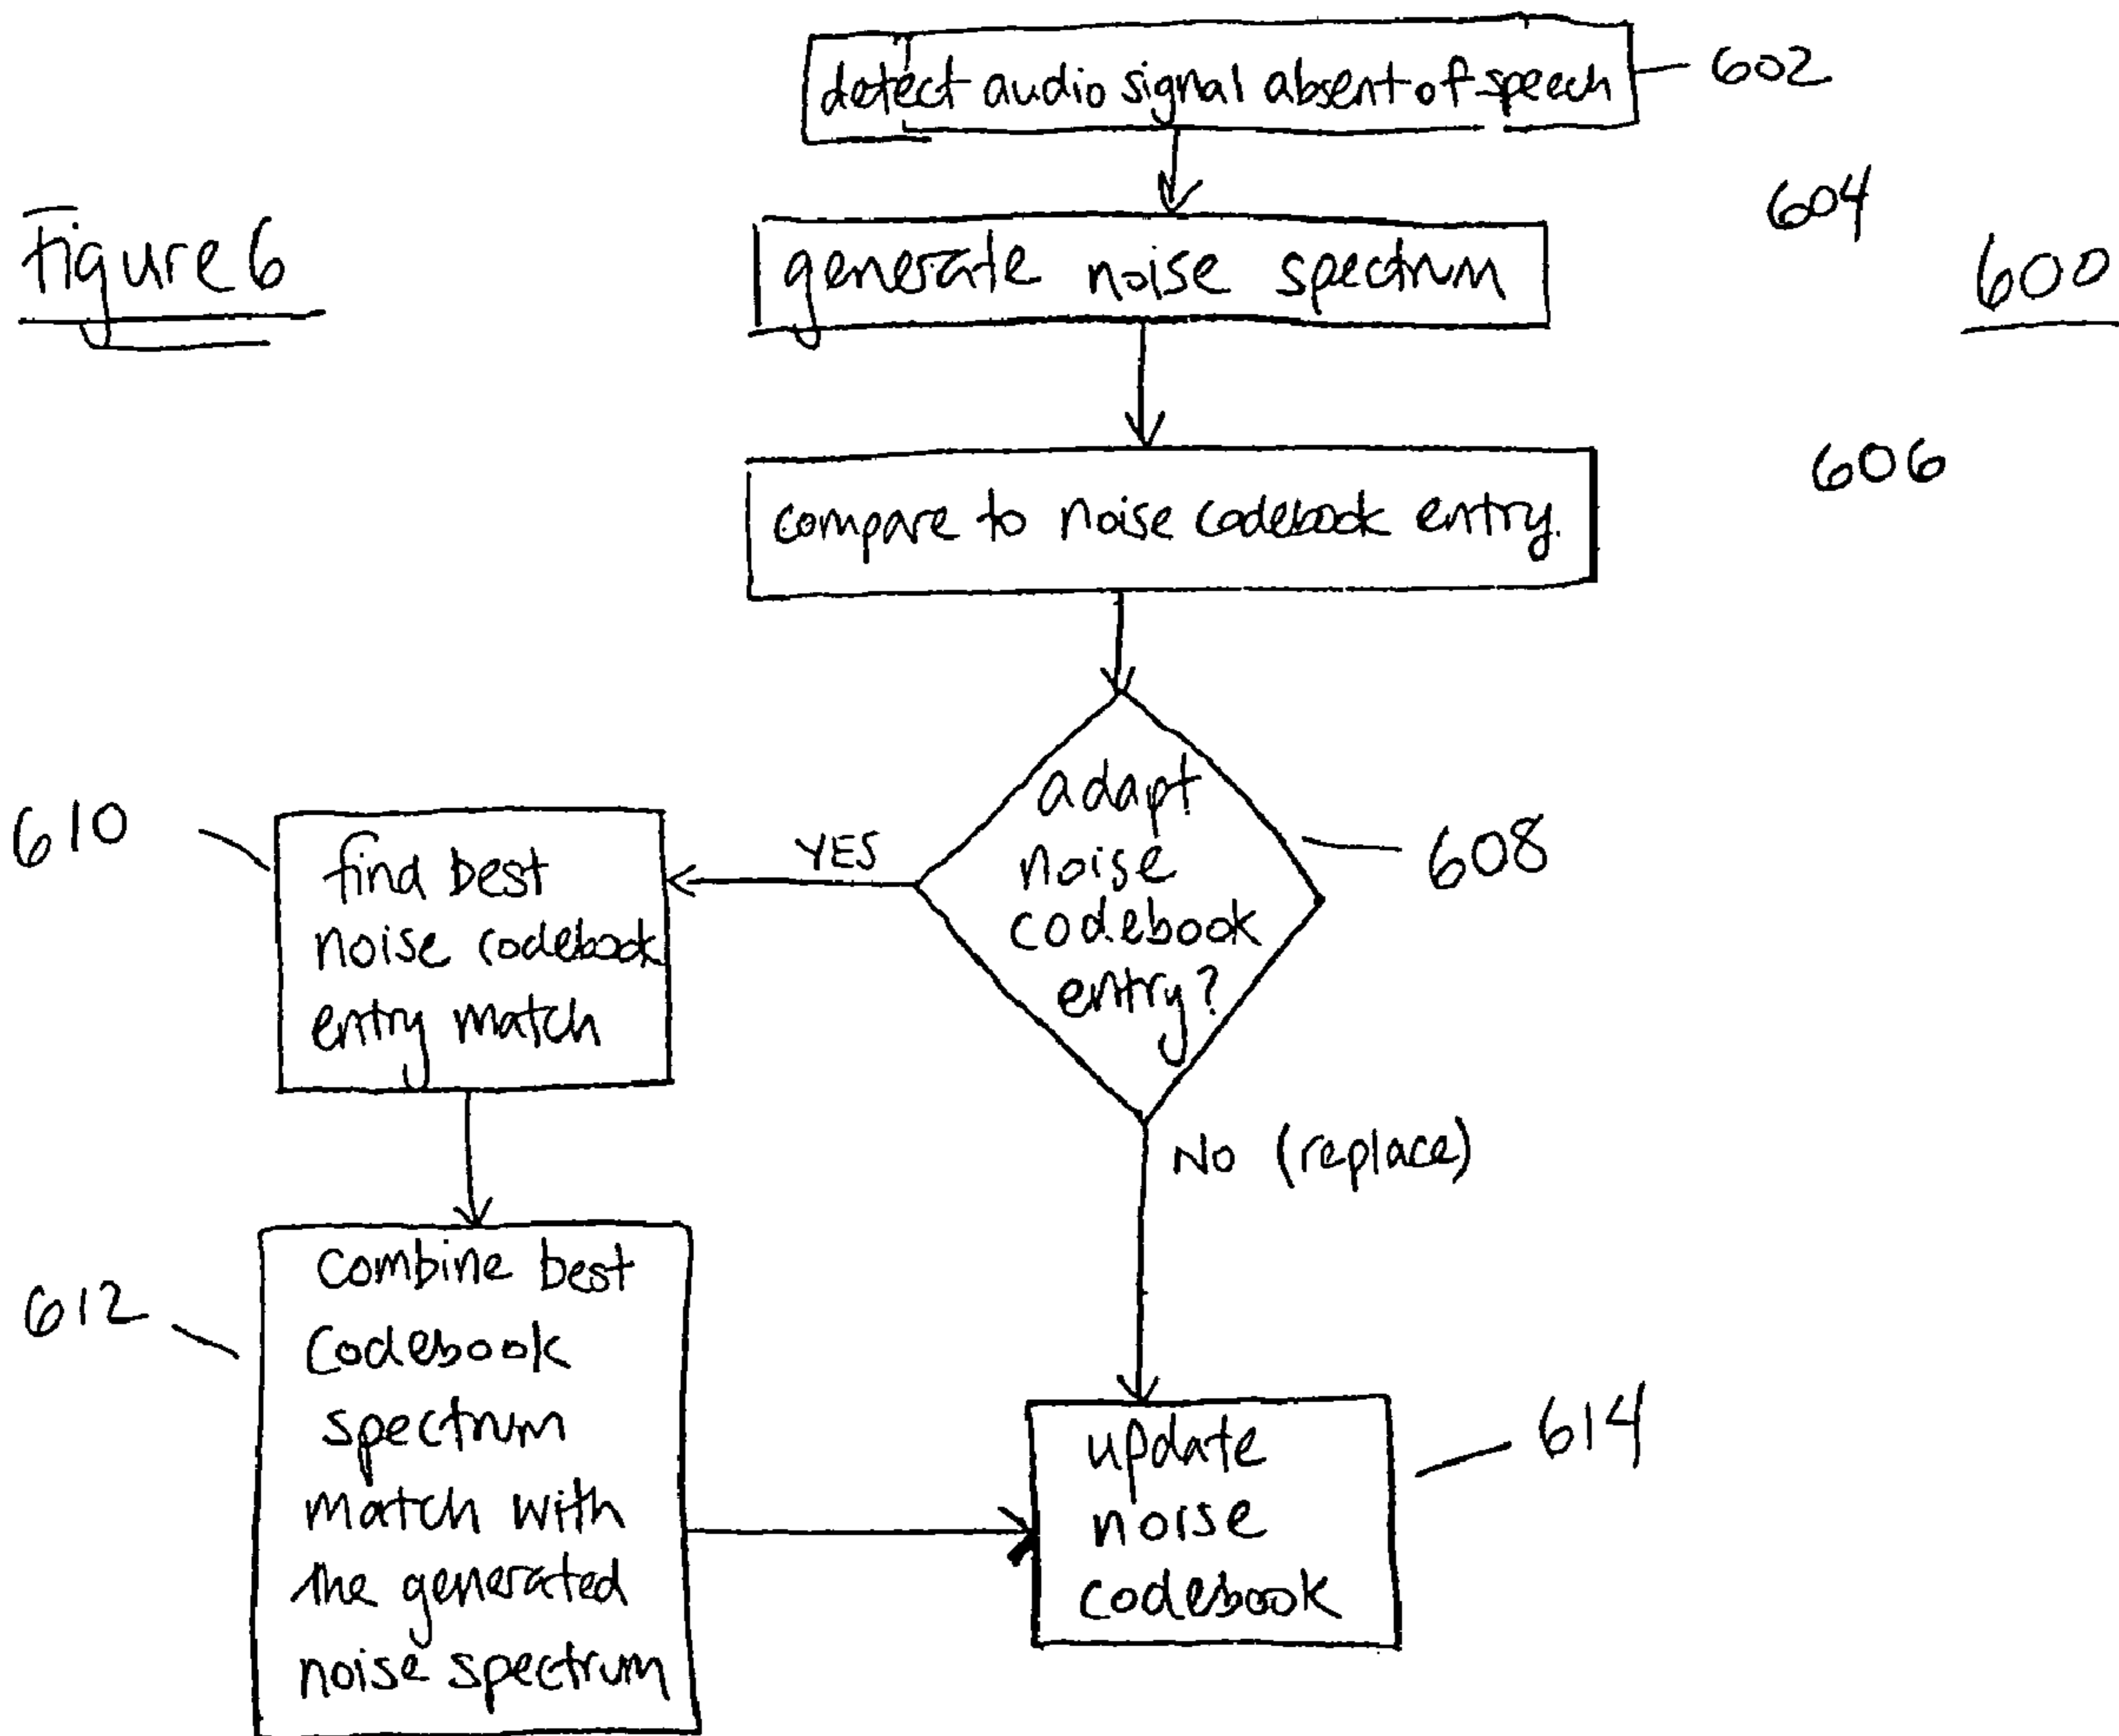 detect audio signal absent of speech
602
604
Figure 6
generate noise spectrum
600
606
compare to noise codebook entry.
adapt
noise
codebook
entry?
608
YES
610
find best
noise codebook
entry match
No (replace)
612
Combine best
Codebook
spectrum
match with
the generated
noise spectrum
update
noise
codebook
614